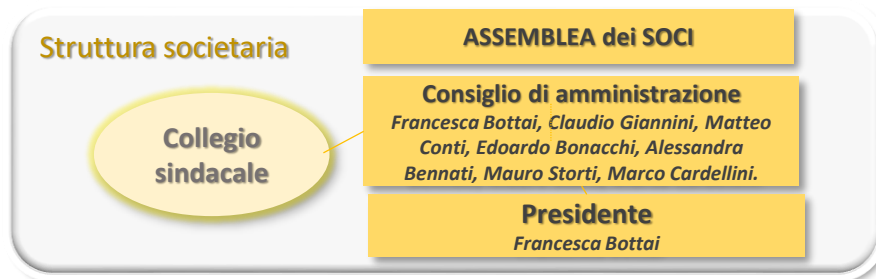 Struttura societaria
ASSEMBLEA dei SOCI
Collegio
sindacale
Consiglio di amministrazione
Francesca Bottai, Claudio Giannini, Matteo
Conti, Edoardo Bonacchi, Alessandra
Bennati, Mauro Storti, Marco Cardellini.
Presidente
Francesca Bottai